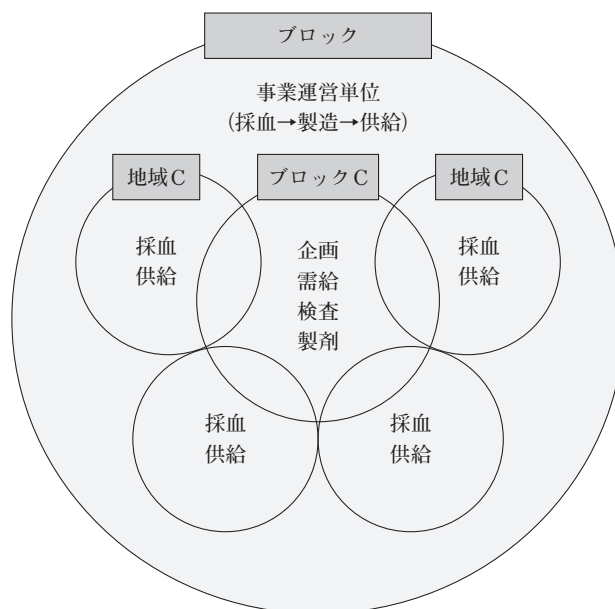 ブロック
事業運営単位
(採血→製造→供給)
地域C
ブロックC
地域C
採血
供給
企画
需給
検査
製剤
採血
供給
採血
供給
採血
供給